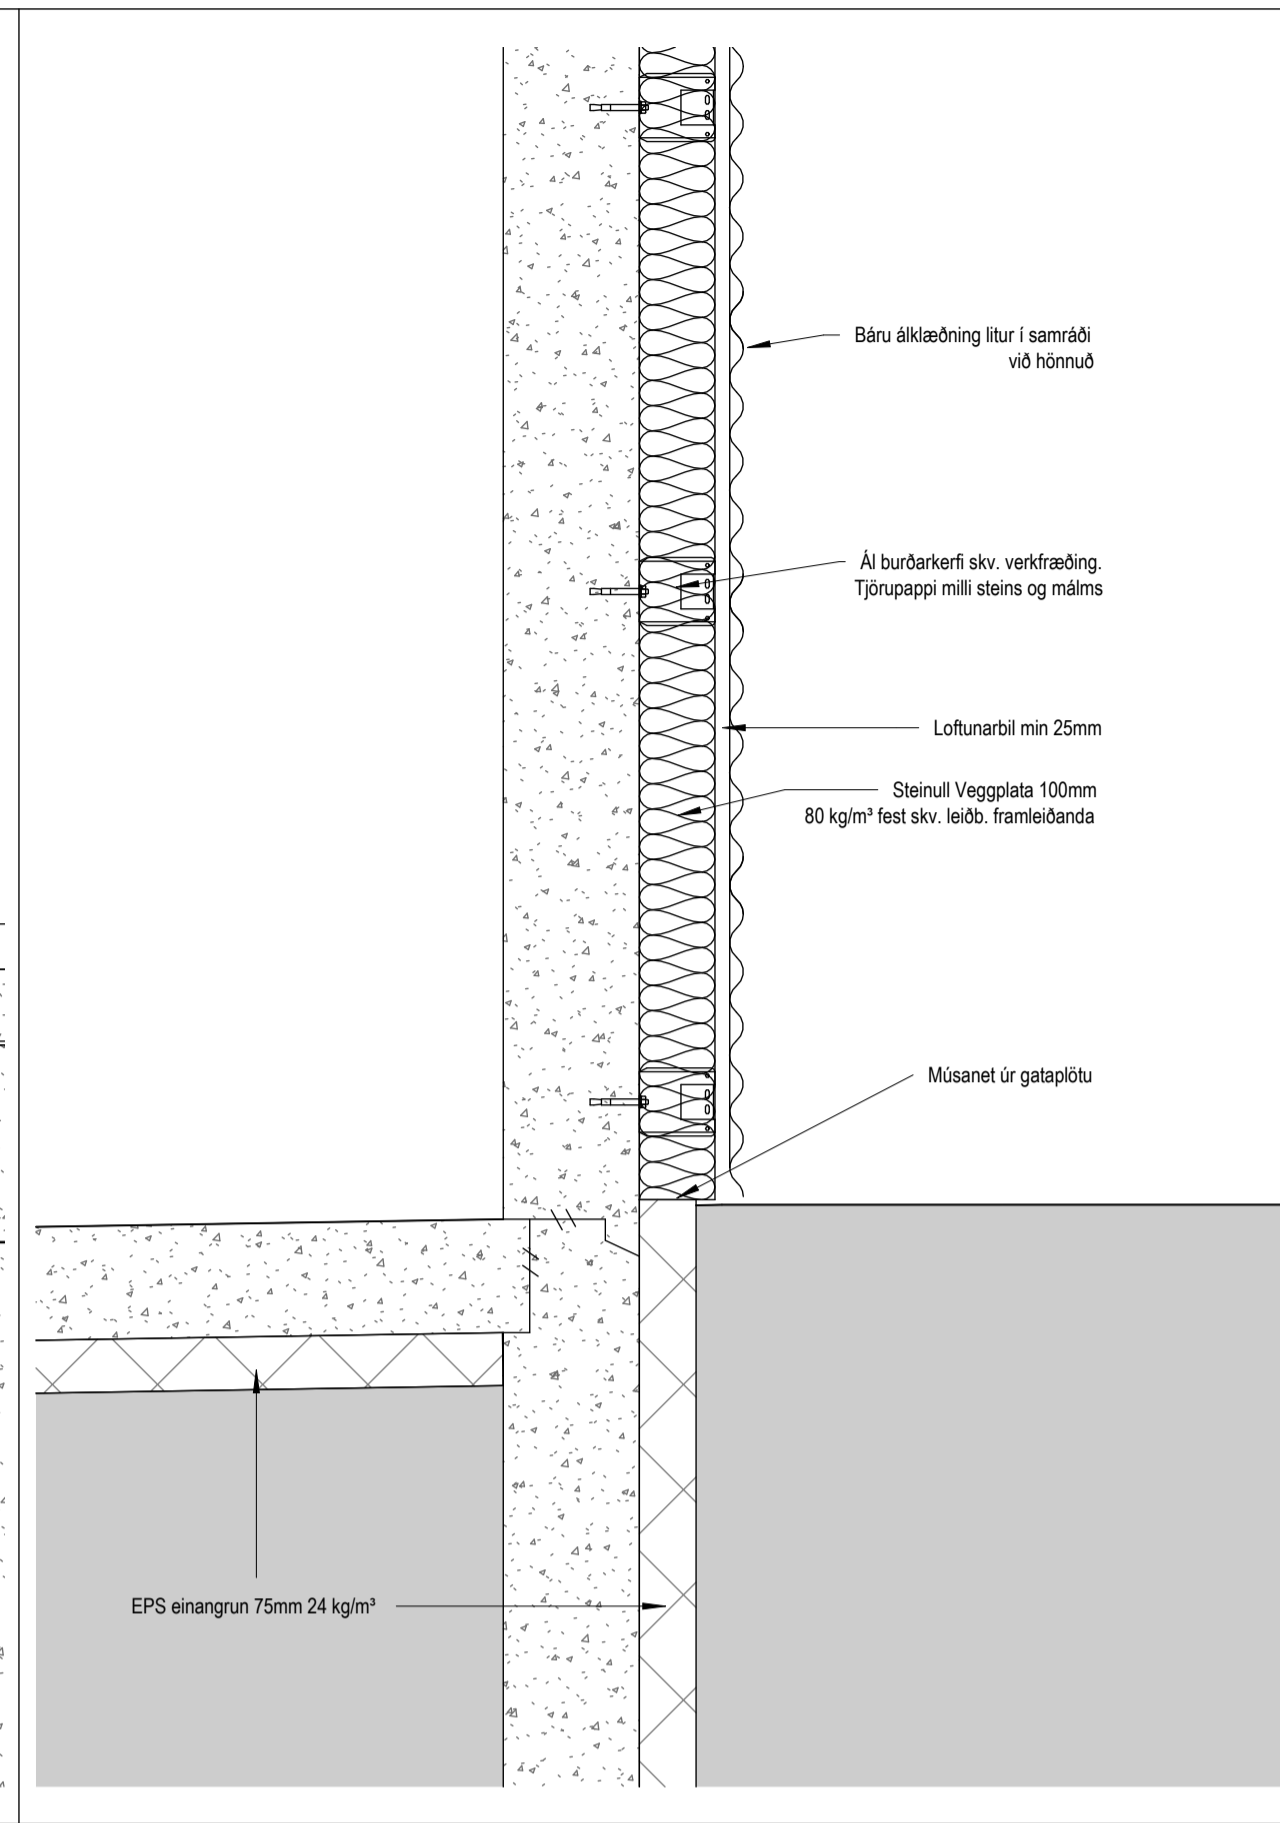 Báru álklæðning litur í samráði
við hönnuð
Ál burðarkerfi skv. verkfræðing.
Tjörupappi milli steins og málms
Loftunarbil min 25mm
Steinull Veggplata 100mm
80 kg/m³ fest skv. leiðb. framleiðanda
Músanet úr gataplötu
EPS einangrun 75mm 24 kg/m³